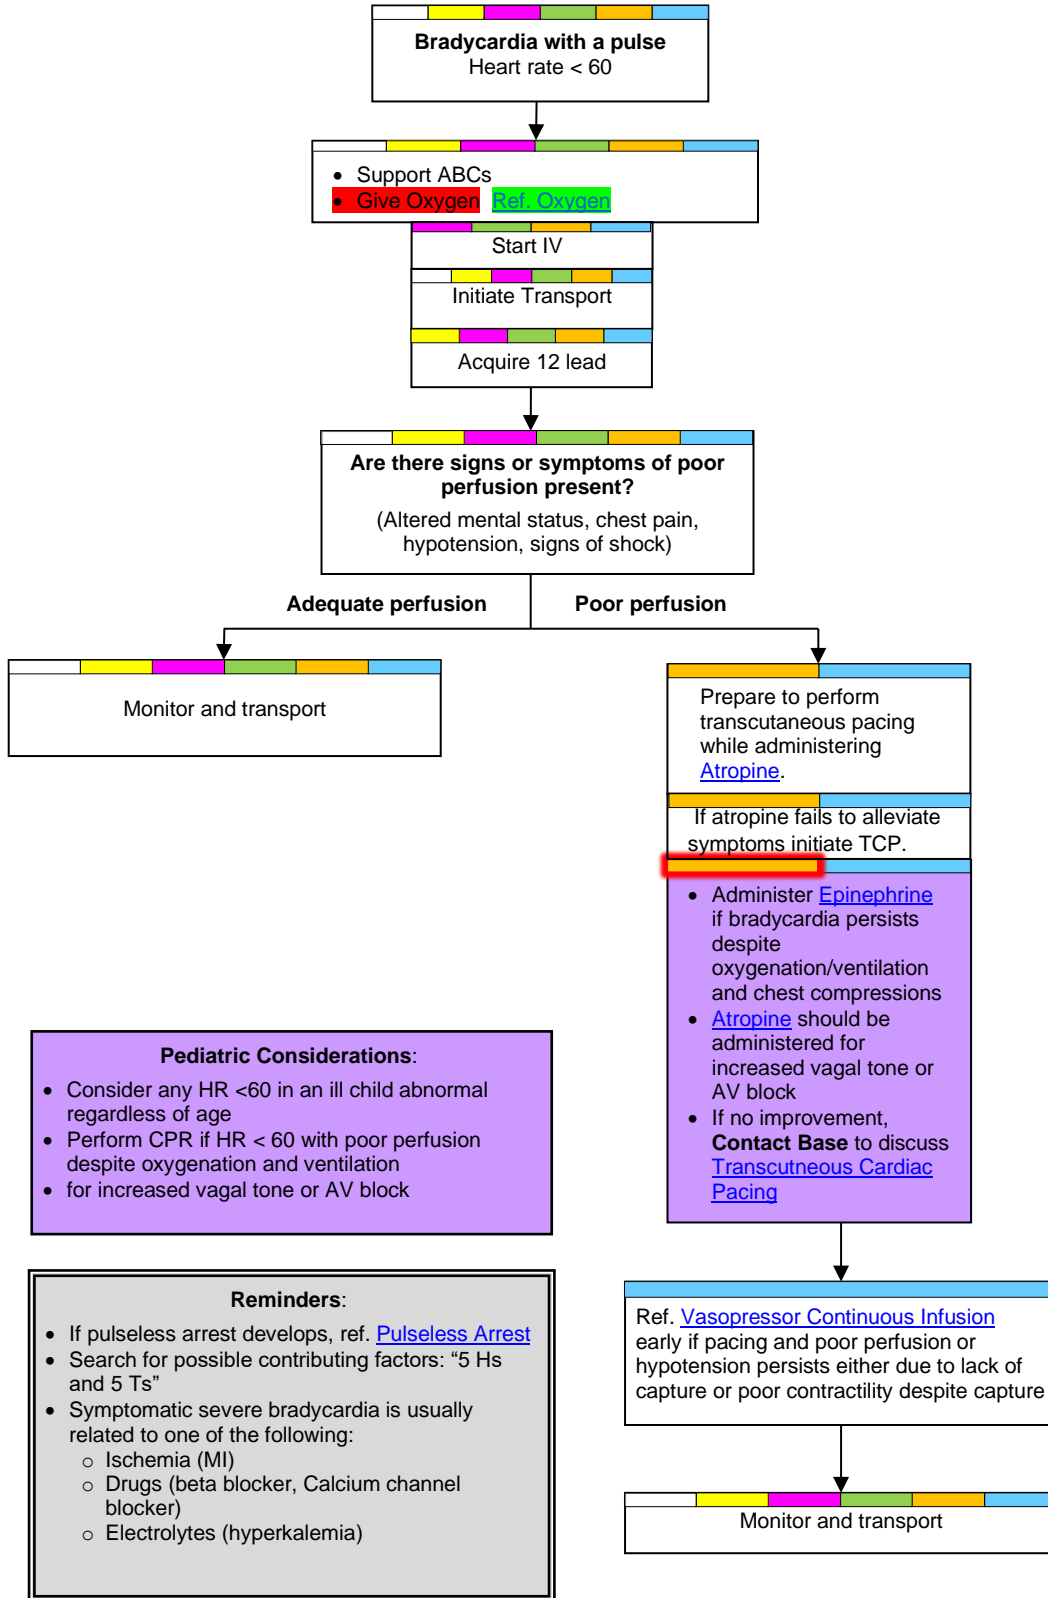 Bradycardia with a pulse
Heart rate < 60
• Support ABCs
• Give Oxygen Ref. Oxygen
Start IV
Initiate Transport
Acquire 12 lead
Are there signs or symptoms of poor
perfusion present?
(Altered mental status, chest pain,
hypotension, signs of shock)
Adequate perfusion
Poor perfusion
Monitor and transport
Prepare to perform
transcutaneous pacing
while administering
Atropine.
If atropine fails to alleviate
symptoms initiate TCP.
• Administer Epinephrine
if bradycardia persists
despite
oxygenation/ventilation
and chest compressions
• Atropine should be
administered for
increased vagal tone or
AV block
• If no improvement,
Contact Base to discuss
Transcutneous Cardiac
Pacing
Pediatric Considerations:
• Consider any HR <60 in an ill child abnormal
regardless of age
• Perform CPR if HR < 60 with poor perfusion
despite oxygenation and ventilation
• for increased vagal tone or AV block
Reminders:
• If pulseless arrest develops, ref. Pulseless Arrest
• Search for possible contributing factors: “5 Hs
and 5 Ts”
• Symptomatic severe bradycardia is usually
related to one of the following:
o Ischemia (MI)
o Drugs (beta blocker, Calcium channel
blocker)
o Electrolytes (hyperkalemia)
Ref. Vasopressor Continuous Infusion
early if pacing and poor perfusion or
hypotension persists either due to lack of
capture or poor contractility despite capture
Monitor and transport